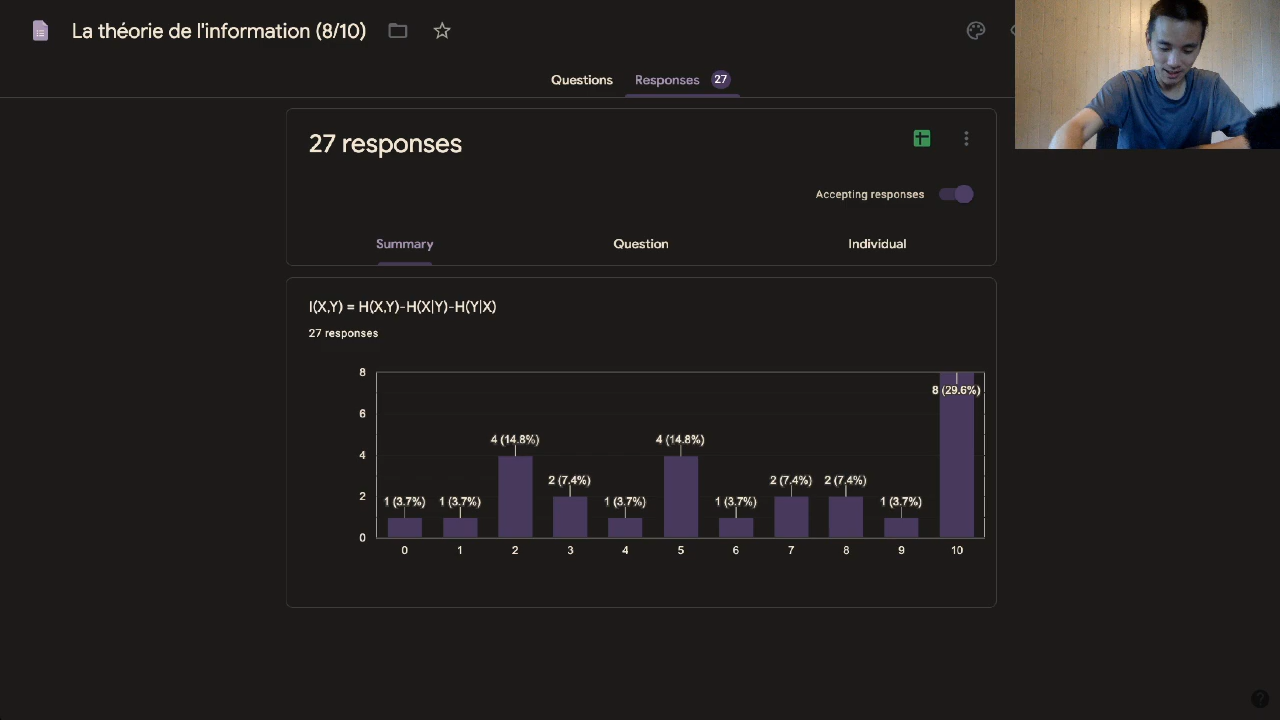 La théorie de l'information (8/10)
Questions Responses 27
27 responses
Accepting responses
Summary Question Individual
I(X,Y) = H(X,Y)-H(X|Y)-H(Y|X)
27 responses
8
6
4
2
0
1 (3.7%) 1 (3.7%) 4 (14.8%) 2 (7.4%) 1 (3.7%) 4 (14.8%) 1 (3.7%) 2 (7.4%) 2 (7.4%) 1 (3.7%) 8 (29.6%)
0 1 2 3 4 5 6 7 8 9 10
?